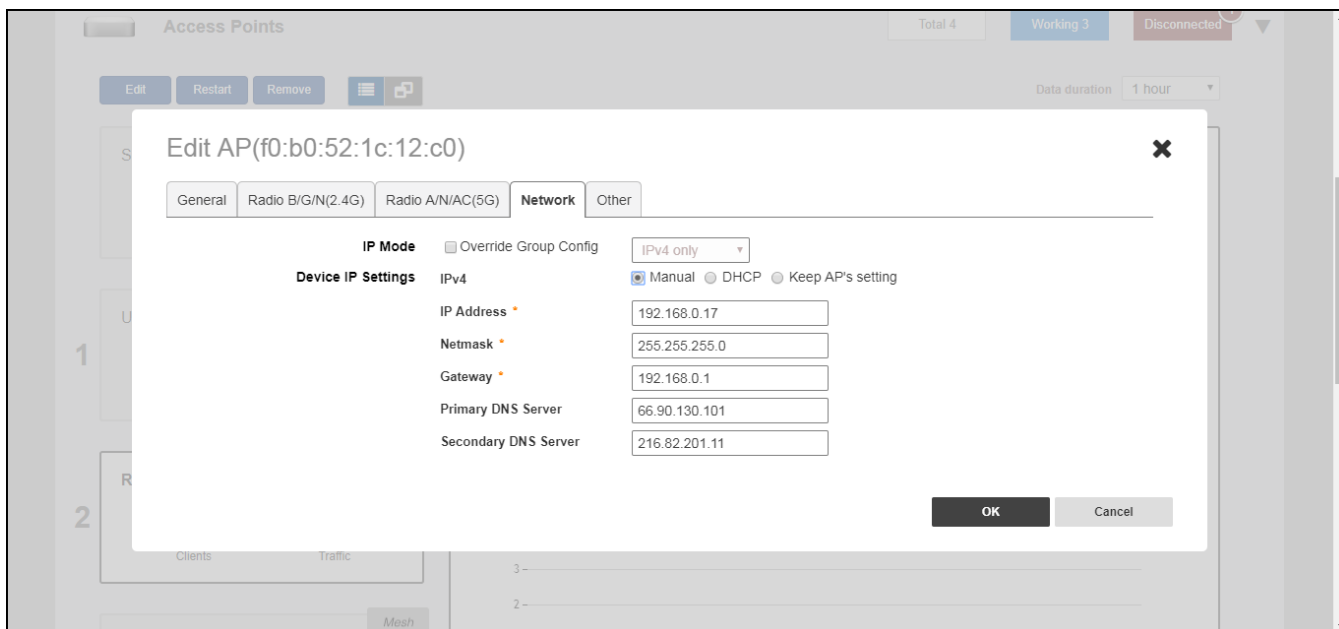 Access Points
Total 4
Working 3
Disconnected
Edit Restart Remove
Data duration 1 hour
Edit AP(f0:b0:52:1c:12:c0)
General Radio B/G/N(2.4G) Radio A/N/AC(5G) Network Other
IP Mode Override Group Config IPv4 only
Device IP Settings IPv4 Manual DHCP Keep AP's setting
IP Address * 192.168.0.17
Netmask * 255.255.255.0
Gateway * 192.168.0.1
Primary DNS Server 66.90.130.101
Secondary DNS Server 216.82.201.11
OK Cancel
S
U
1
R
2
Clients Traffic
3
2
Mesh